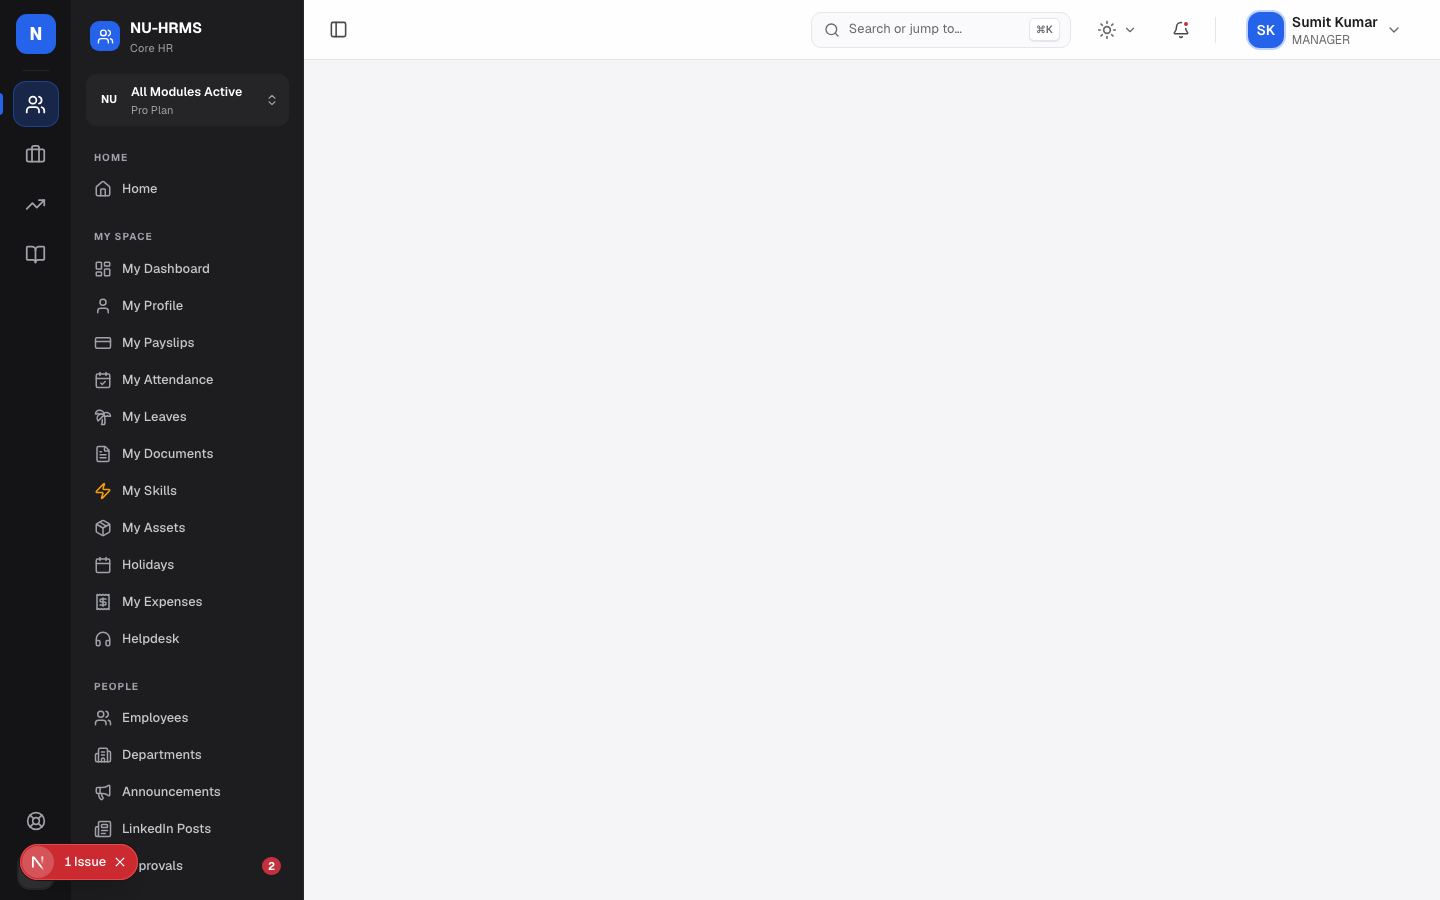 N
NU-HRMS
Core HR
NU
All Modules Active
Pro Plan
HOME
Home
MY SPACE
My Dashboard
My Profile
My Payslips
My Attendance
My Leaves
My Documents
My Skills
My Assets
Holidays
My Expenses
Helpdesk
PEOPLE
Employees
Departments
Announcements
LinkedIn Posts
provals
2
N
1 Issue
Search or jump to...
⌘K
SK
Sumit Kumar
MANAGER